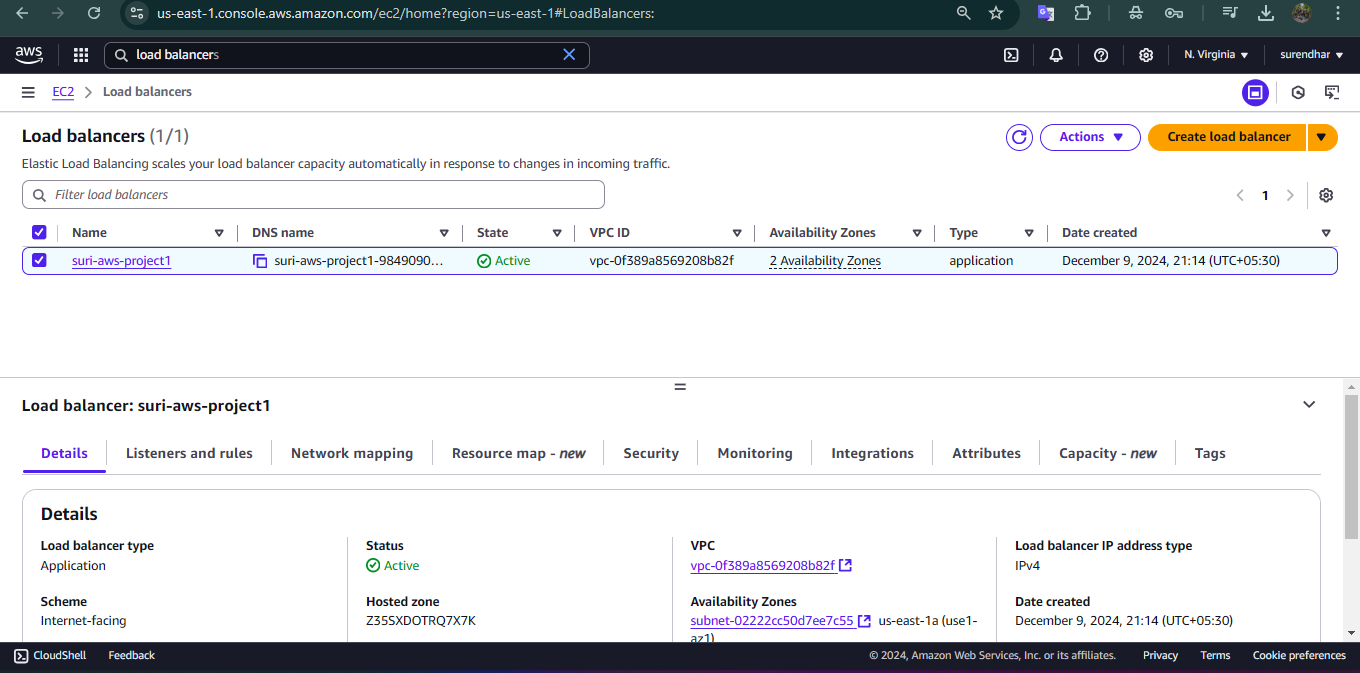 us-east-1.console.aws.amazon.com/ec2/home?region=us-east-1#LoadBalancers:
aws load balancers N. Virginia surendhar
EC2 Load balancers
Load balancers (1/1) Actions Create load balancer
Elastic Load Balancing scales your load balancer capacity automatically in response to changes in incoming traffic.
Filter load balancers 1
Name DNS name State VPC ID Availability Zones Type Date created
suri-aws-project1 suri-aws-project1-9849090... Active vpc-0f389a8569208b82f 2 Availability Zones application December 9, 2024, 21:14 (UTC+05:30)
Load balancer: suri-aws-project1
Details Listeners and rules Network mapping Resource map - new Security Monitoring Integrations Attributes Capacity - new Tags
Details
Load balancer type Status VPC Load balancer IP address type
Application Active vpc-0f389a8569208b82f IPv4
Scheme Hosted zone Availability Zones Date created
Internet-facing Z35SXDOTRQ7X7K subnet-02222cc50d7ee7c55 us-east-1a (use1- December 9, 2024, 21:14 (UTC+05:30)
az1)
CloudShell Feedback © 2024, Amazon Web Services, Inc. or its affiliates. Privacy Terms Cookie preferences